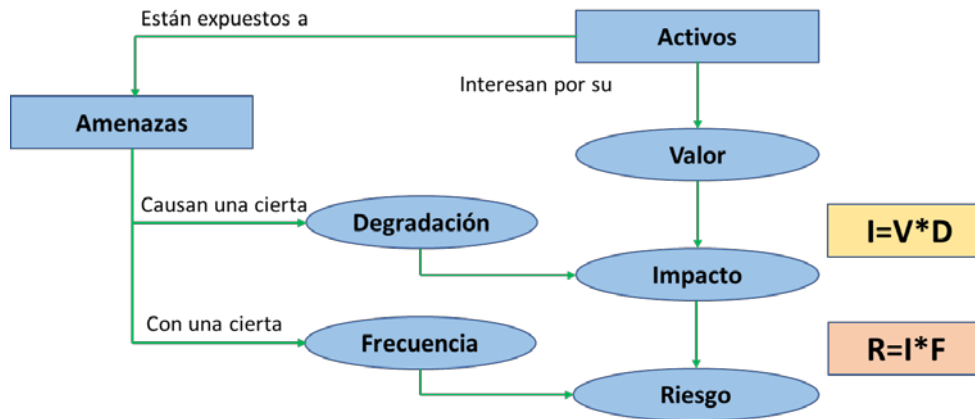 Están expuestos a
Activos
Interesan por su
Amenazas
Valor
Causan una cierta
Degradación
I=V*D
Impacto
Con una cierta
Frecuencia
R=I*F
Riesgo